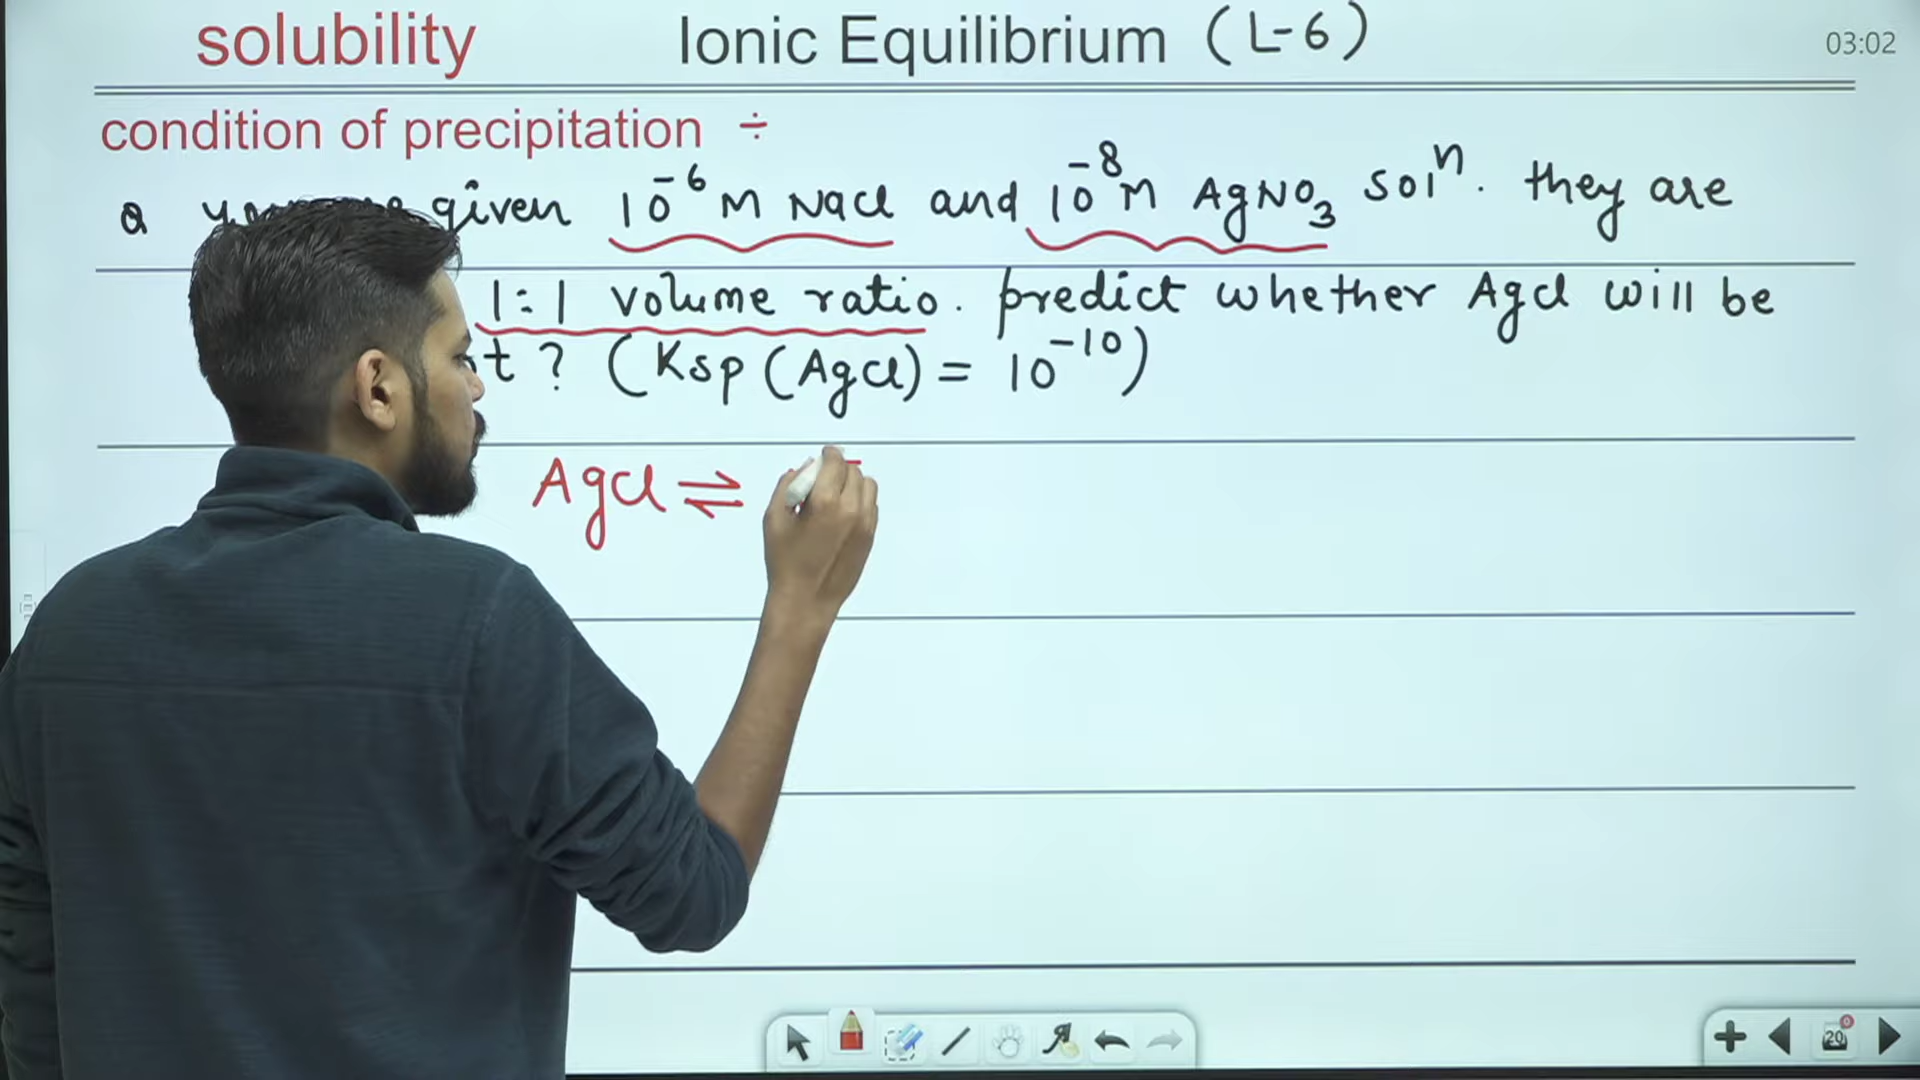 solubility Ionic Equilibrium (L-6) 03:02
condition of precipitation ÷
Q given 10⁻⁶ M NaCl and 10⁻⁸ M AgNO₃ solⁿ. they are
1:1 volume ratio. predict whether AgCl will be
? (Ksp (AgCl) = 10⁻¹⁰)
AgCl ⇌
20